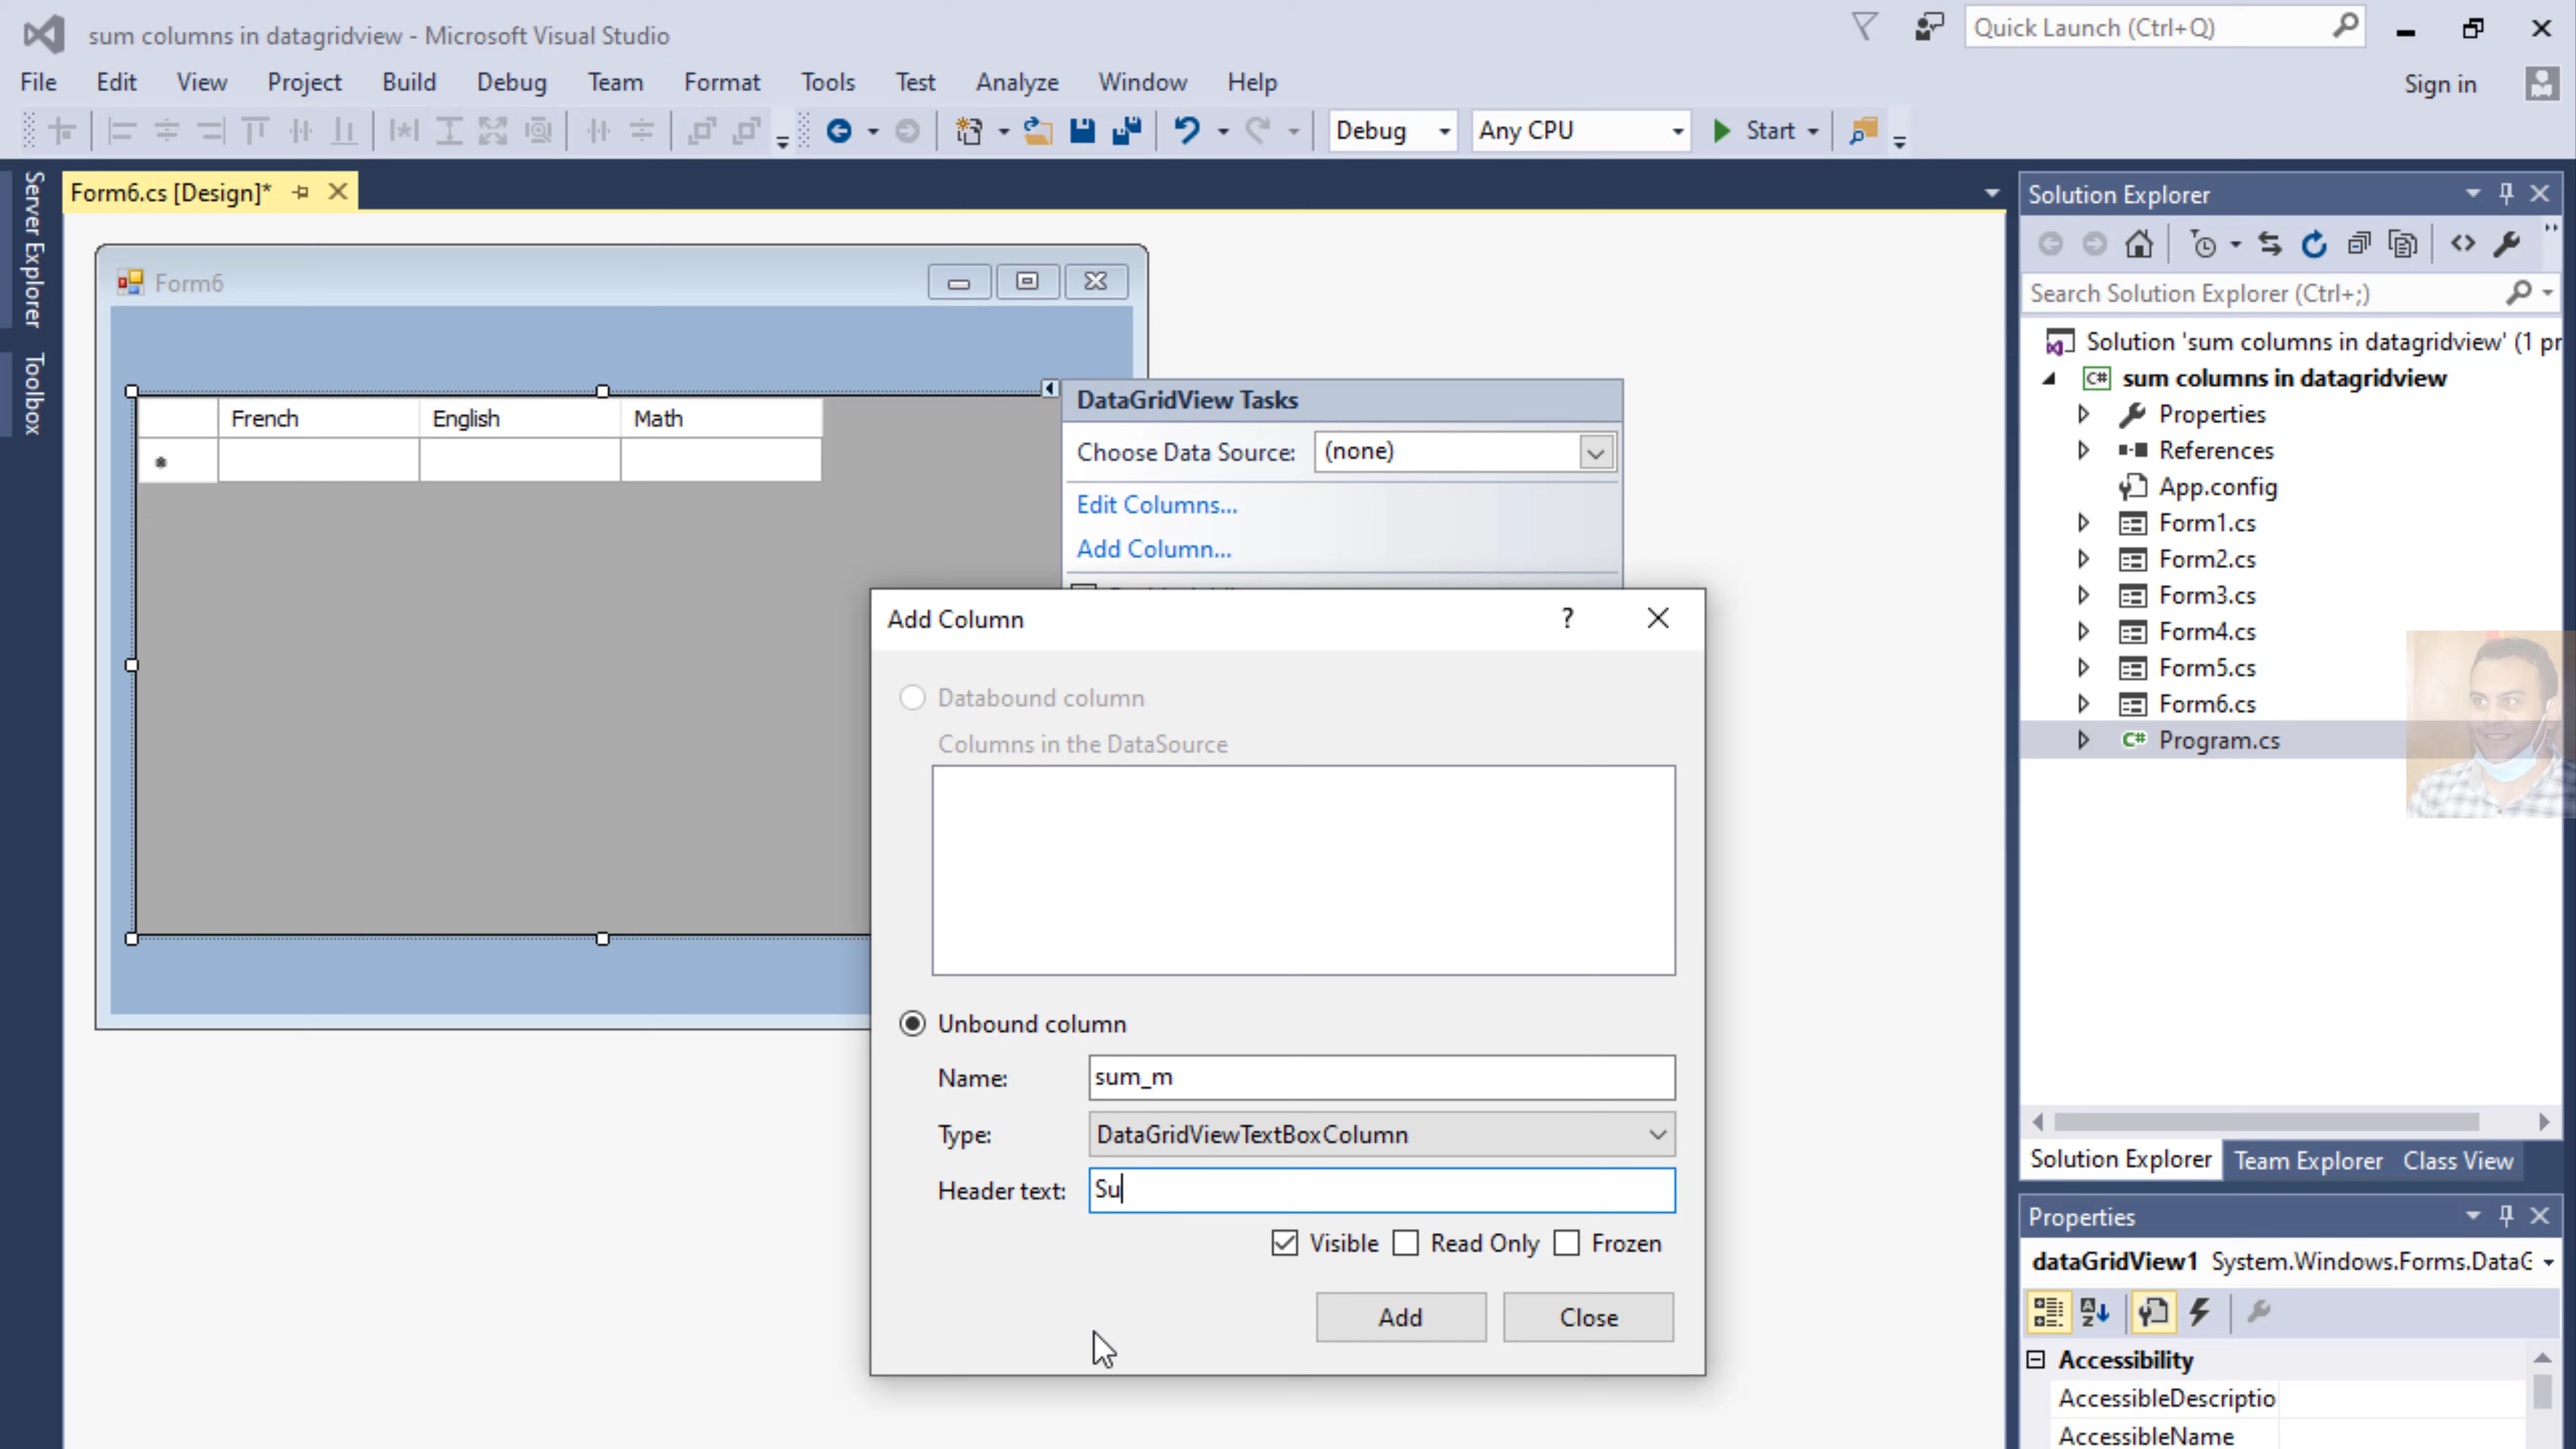 sum columns in datagridview - Microsoft Visual Studio
Quick Launch (Ctrl+Q)
File Edit View Project Build Debug Team Format Tools Test Analyze Window Help
Sign in
Debug Any CPU Start
Server Explorer
Toolbox
Form6.cs [Design]*
Form6
French English Math
DataGridView Tasks
Choose Data Source: (none)
Edit Columns...
Add Column...
Add Column
?
Databound column
Columns in the DataSource
Unbound column
Name: sum_m
Type: DataGridViewTextBoxColumn
Header text: Su
Visible Read Only Frozen
Add Close
Solution Explorer
Search Solution Explorer (Ctrl+;)
Solution 'sum columns in datagridview' (1 pr
C# sum columns in datagridview
Properties
References
App.config
Form1.cs
Form2.cs
Form3.cs
Form4.cs
Form5.cs
Form6.cs
C# Program.cs
Solution Explorer Team Explorer Class View
Properties
dataGridView1 System.Windows.Forms.DataG
Accessibility
AccessibleDescriptio
AccessibleName